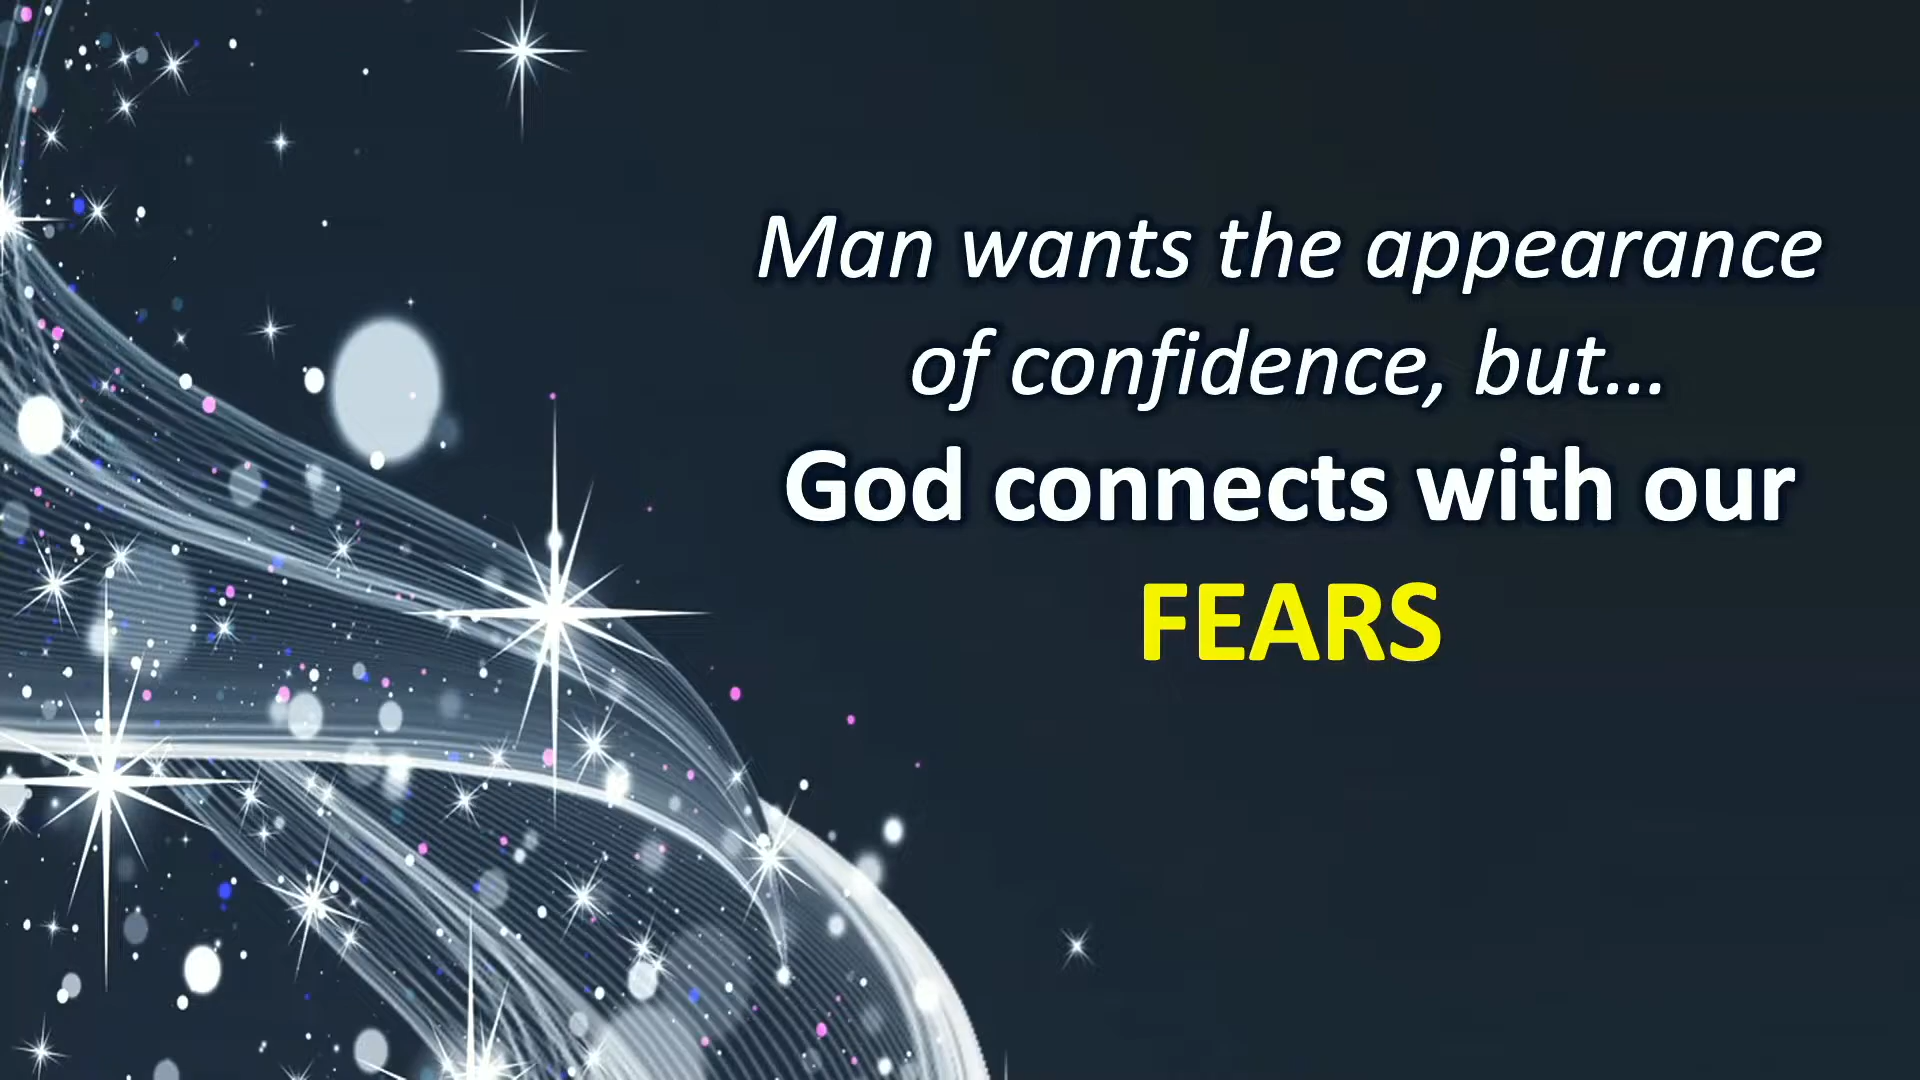 Man wants the appearance
of confidence, but...
God connects with our
FEARS